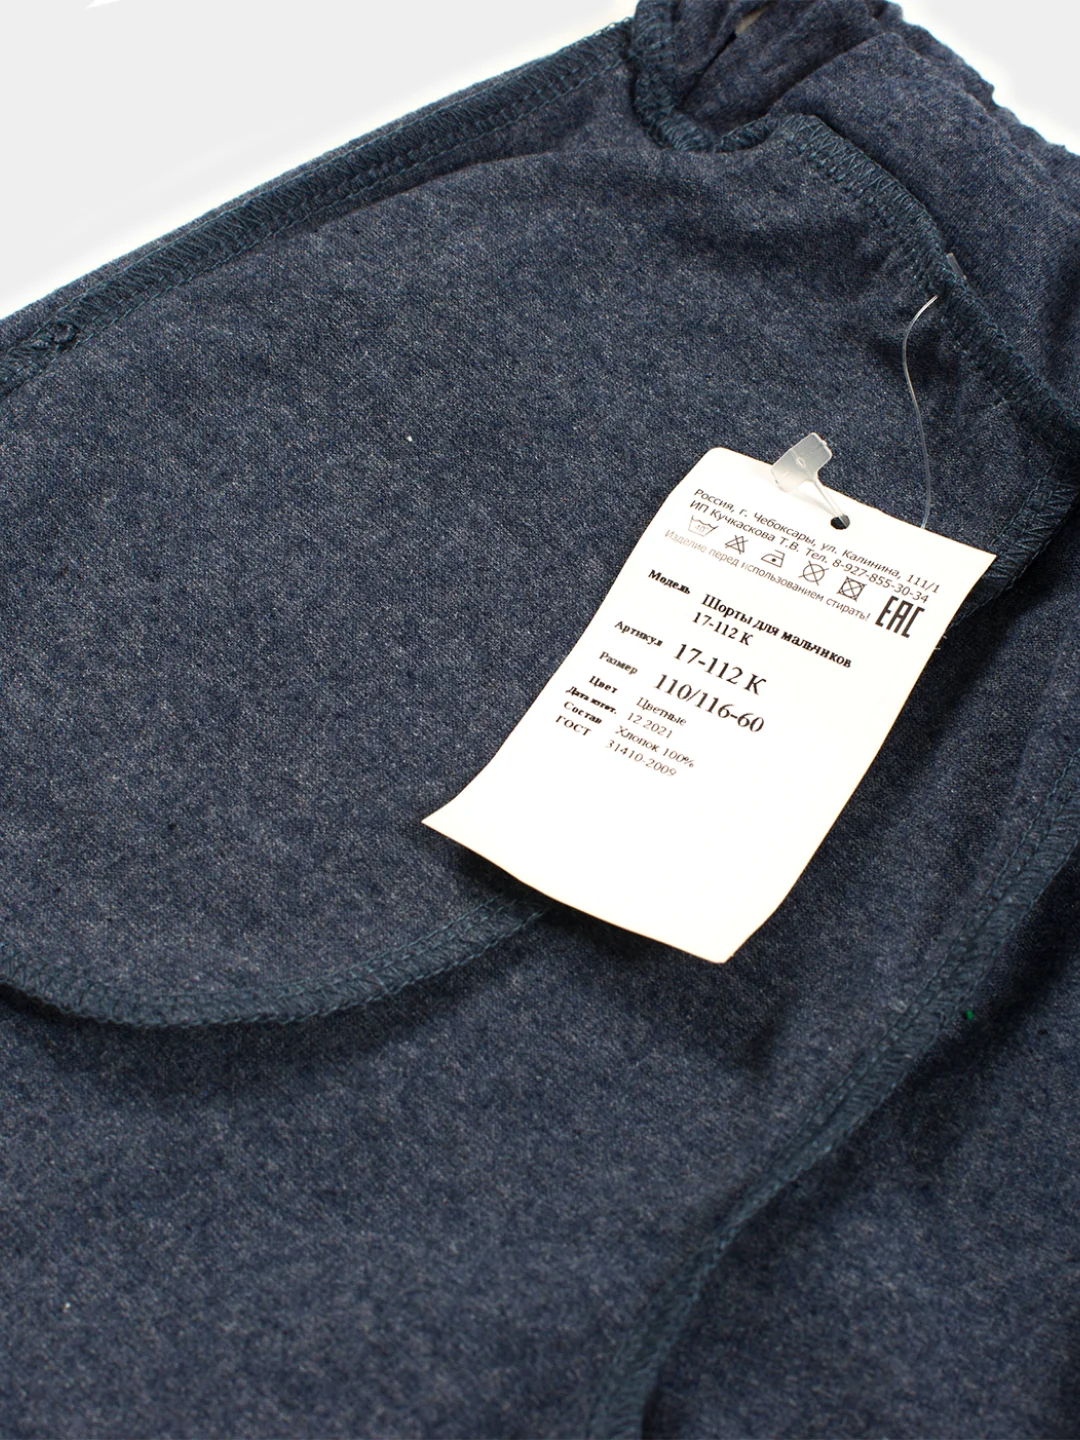 Россия, г. Чебоксары, ул. Калинина, 111/1
ИП Кучкаскова Т.В. Тел. 8-927-855-30-34
Изделие перед использованием стирать!
EAC
Модель Шорты для мальчиков
17-112 К
Артикул 17-112 К
Размер 110/116-60
Цвет Цветные
Дата изгот. 12.2021
Состав Хлопок 100%
ГОСТ 31410-2009